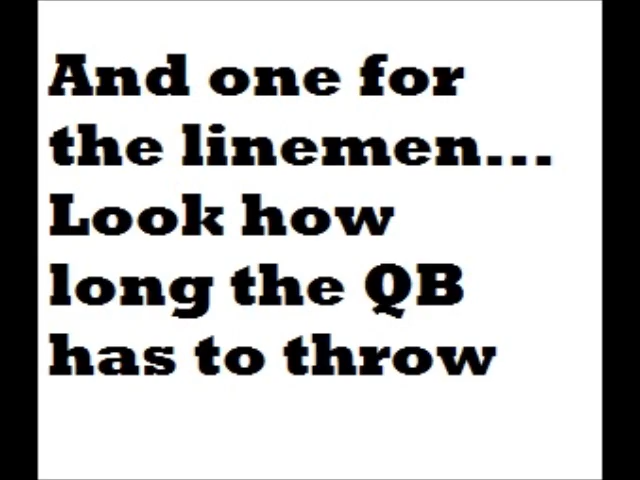 And one for
the linemen...
Look how
long the QB
has to throw